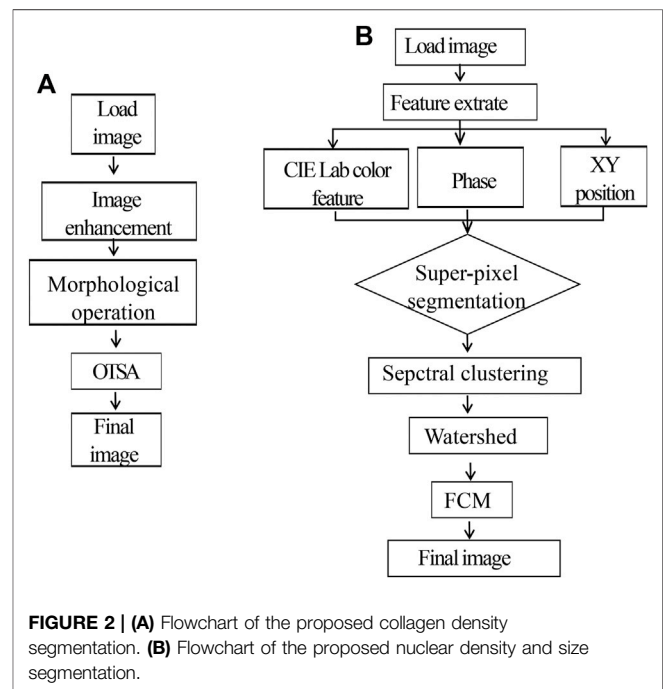 A
Load
image
Image
enhancement
Morphological
operation
OTSA
Final
image
B
Load image
Feature extrate
CIE Lab color
feature
Phase
XY
position
Super-pixel
segmentation
Sepctral clustering
Watershed
FCM
Final image
FIGURE 2 | (A) Flowchart of the proposed collagen density
segmentation. (B) Flowchart of the proposed nuclear density and size
segmentation.